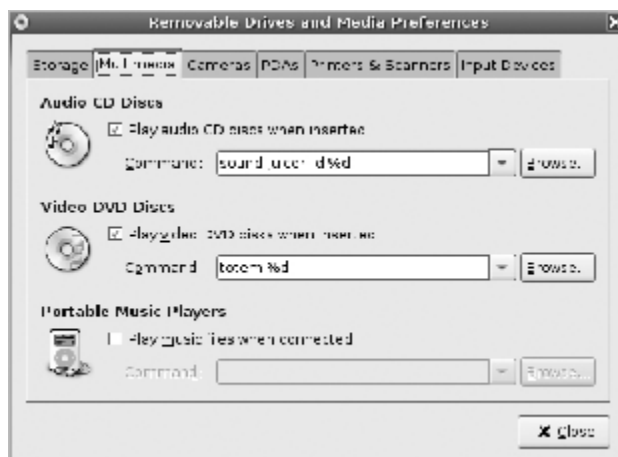 Removable Drives and Media Preferences
Storage Multimedia Cameras PDAs Printers & Scanners Input Devices
Audio CD Discs
Play audio CD discs when inserted
Command: sound-juicer -d %d Browse...
Video DVD Discs
Play video DVD discs when inserted
Command: totem %d Browse...
Portable Music Players
Play music files when connected
Command: Browse...
Close